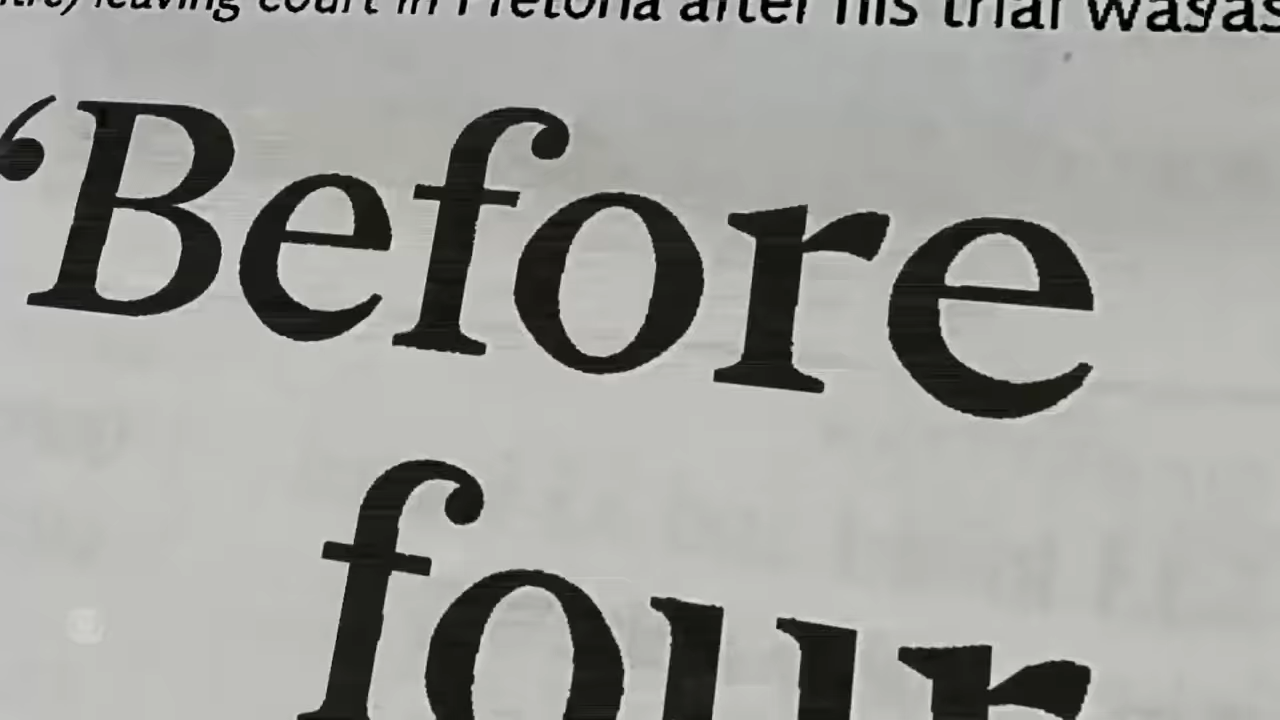 leaving court in Pretoria after his trial was
‘Before
four